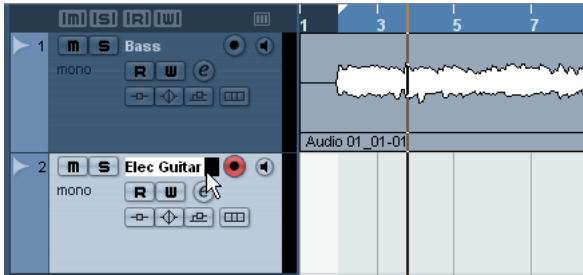 m S R W
1 3 5 7
1 m S Bass
mono R W e
Audio 01_01-01
2 m S Elec Guitar
mono R W e